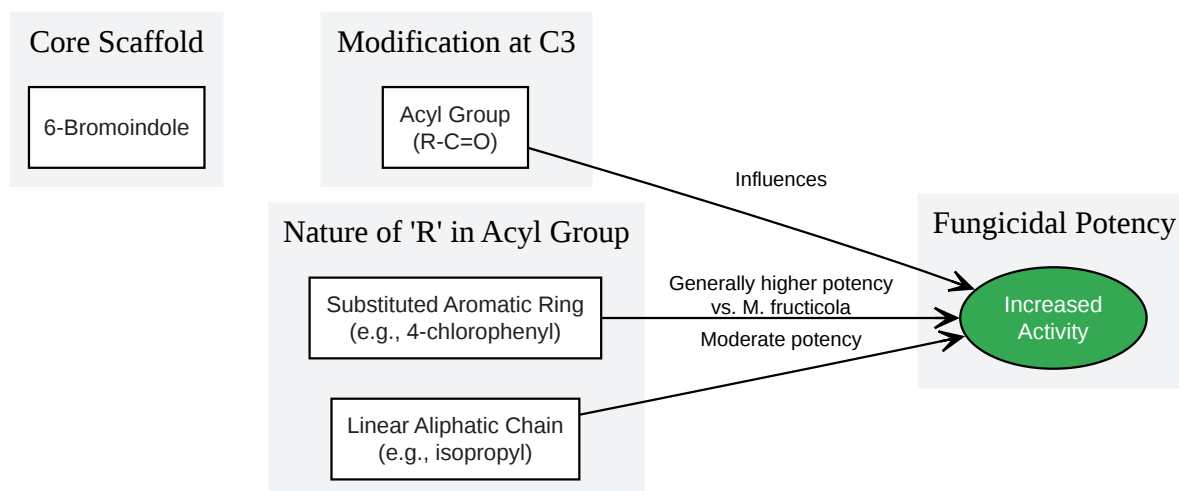 Core Scaffold
6-Bromoindole
Modification at C3
Acyl Group
(R-C=O)
Influences
Nature of 'R' in Acyl Group
Substituted Aromatic Ring
(e.g., 4-chlorophenyl)
Generally higher potency
vs. M. fructicola
Moderate potency
Linear Aliphatic Chain
(e.g., isopropyl)
Fungicidal Potency
Increased
Activity